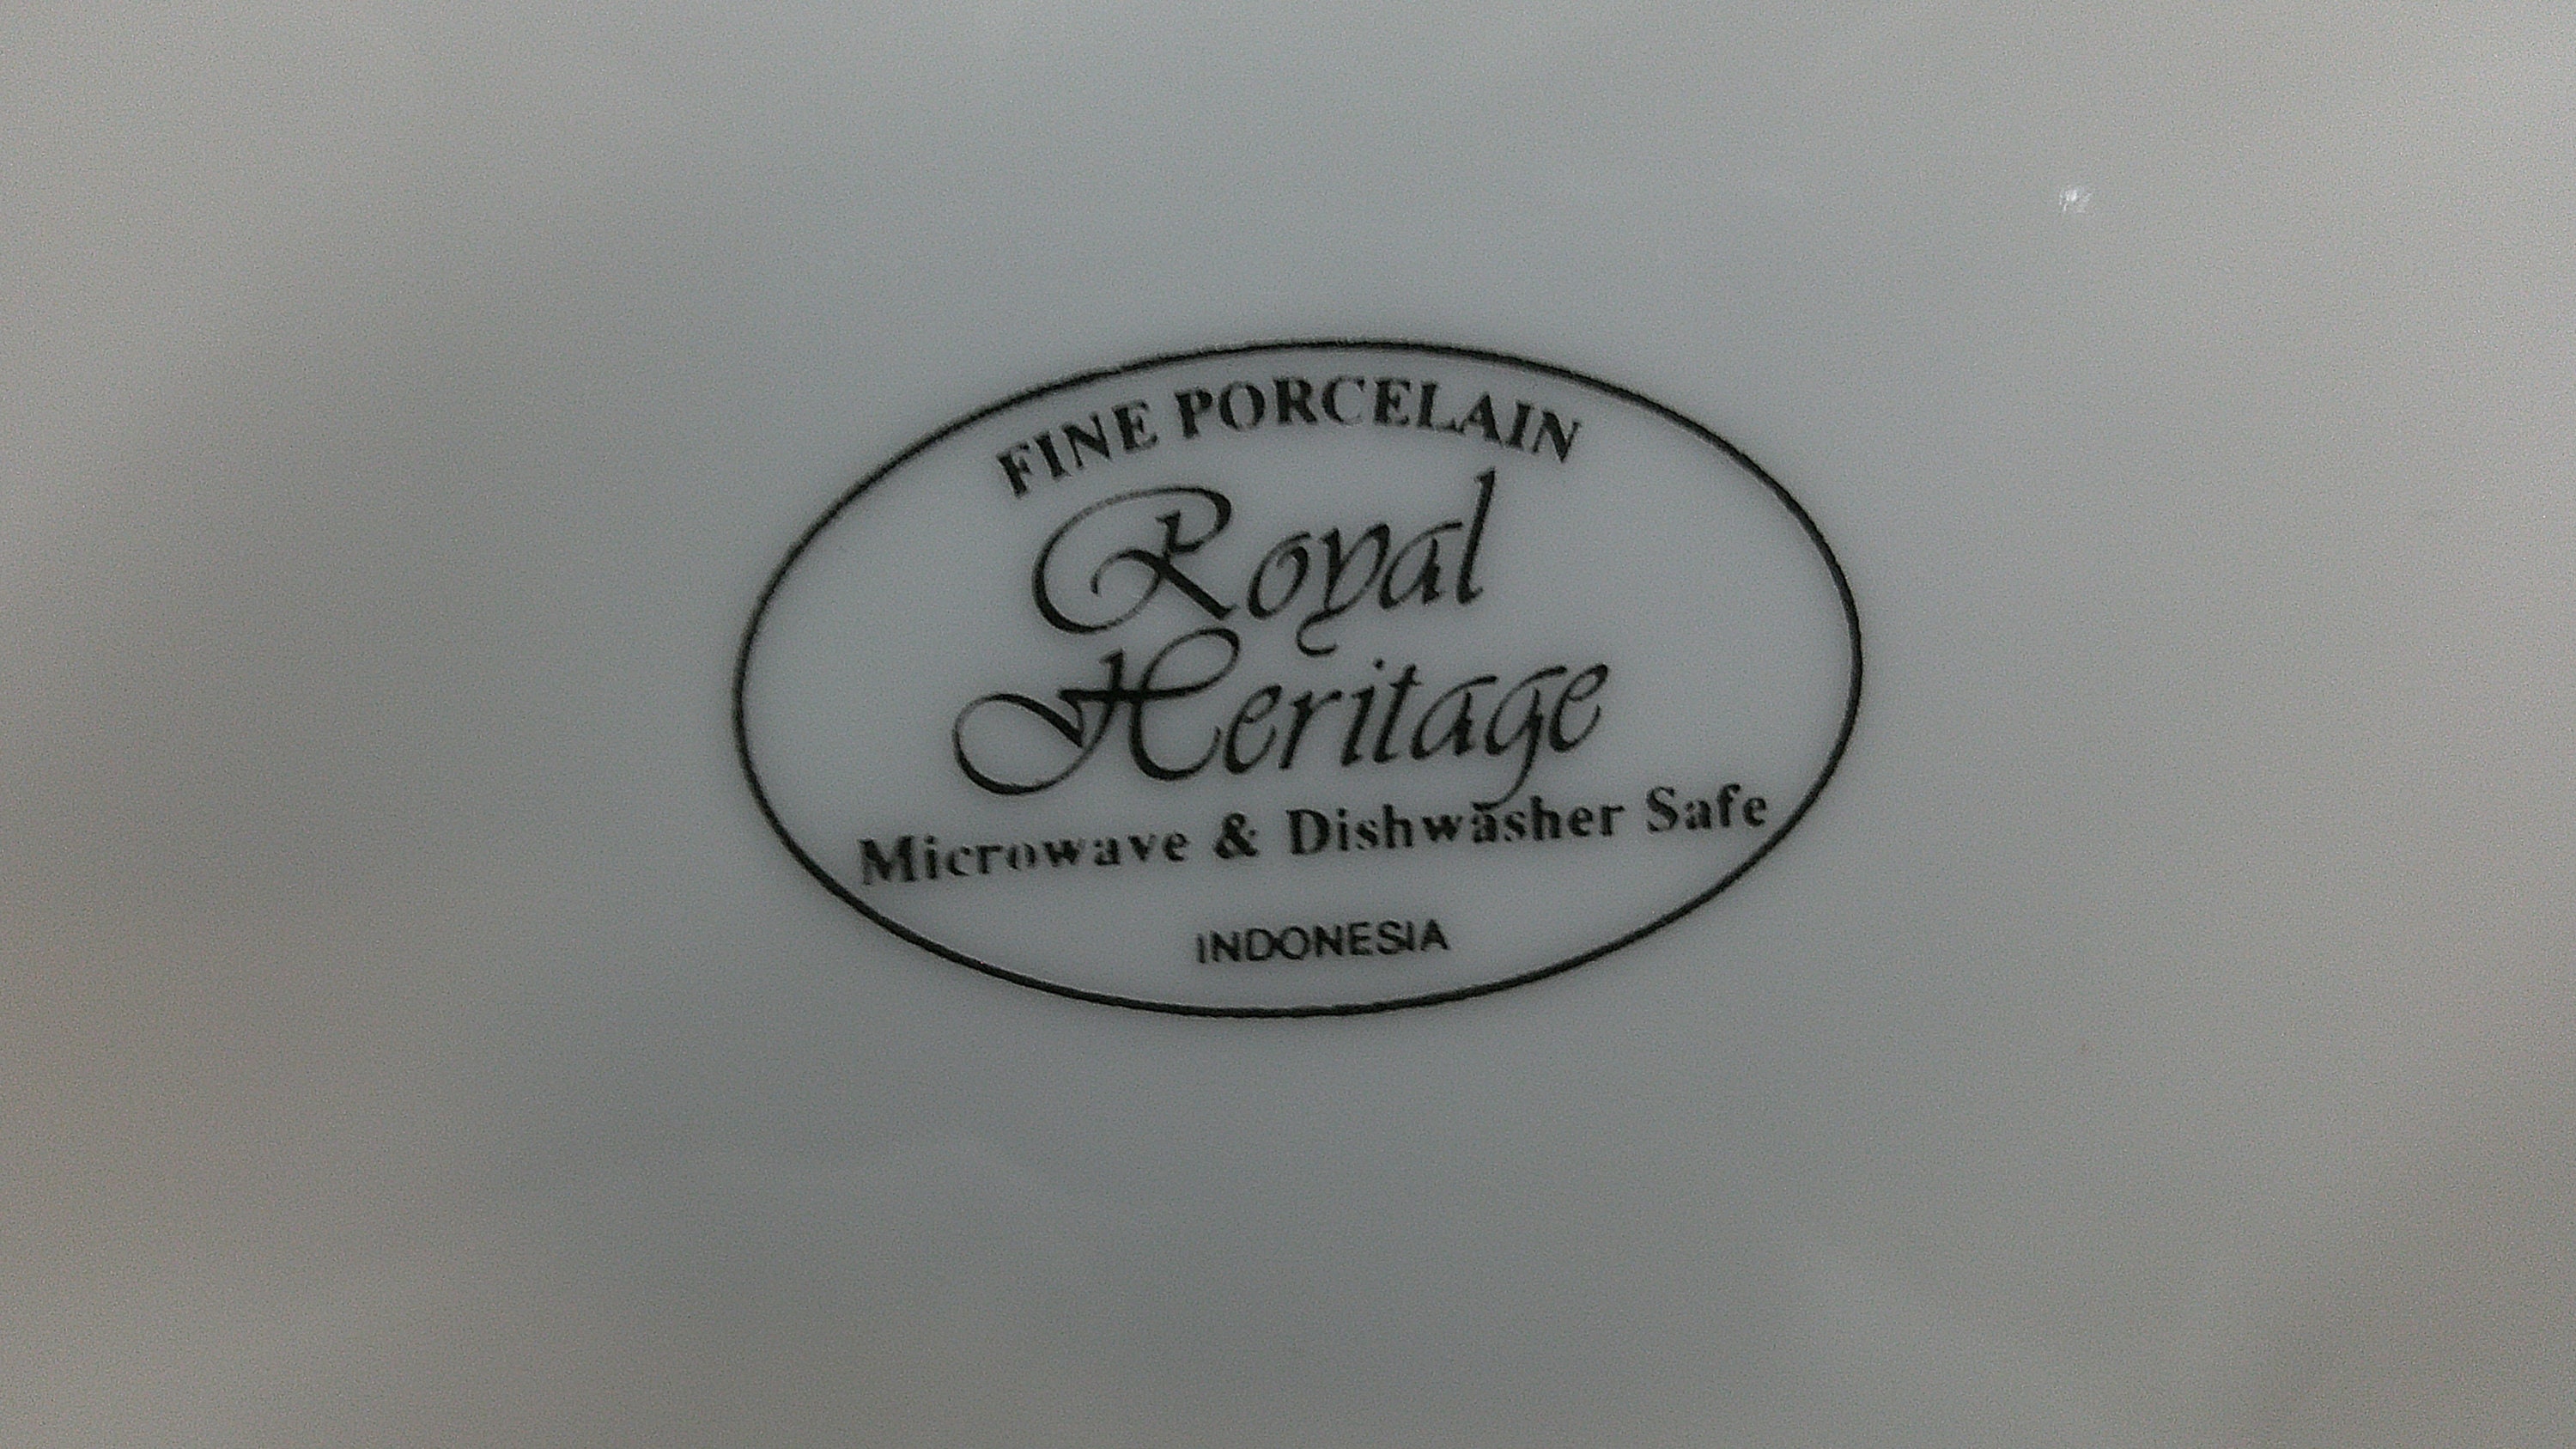 FINE PORCELAIN
Royal
Heritage
Microwave & Dishwasher Safe
INDONESIA